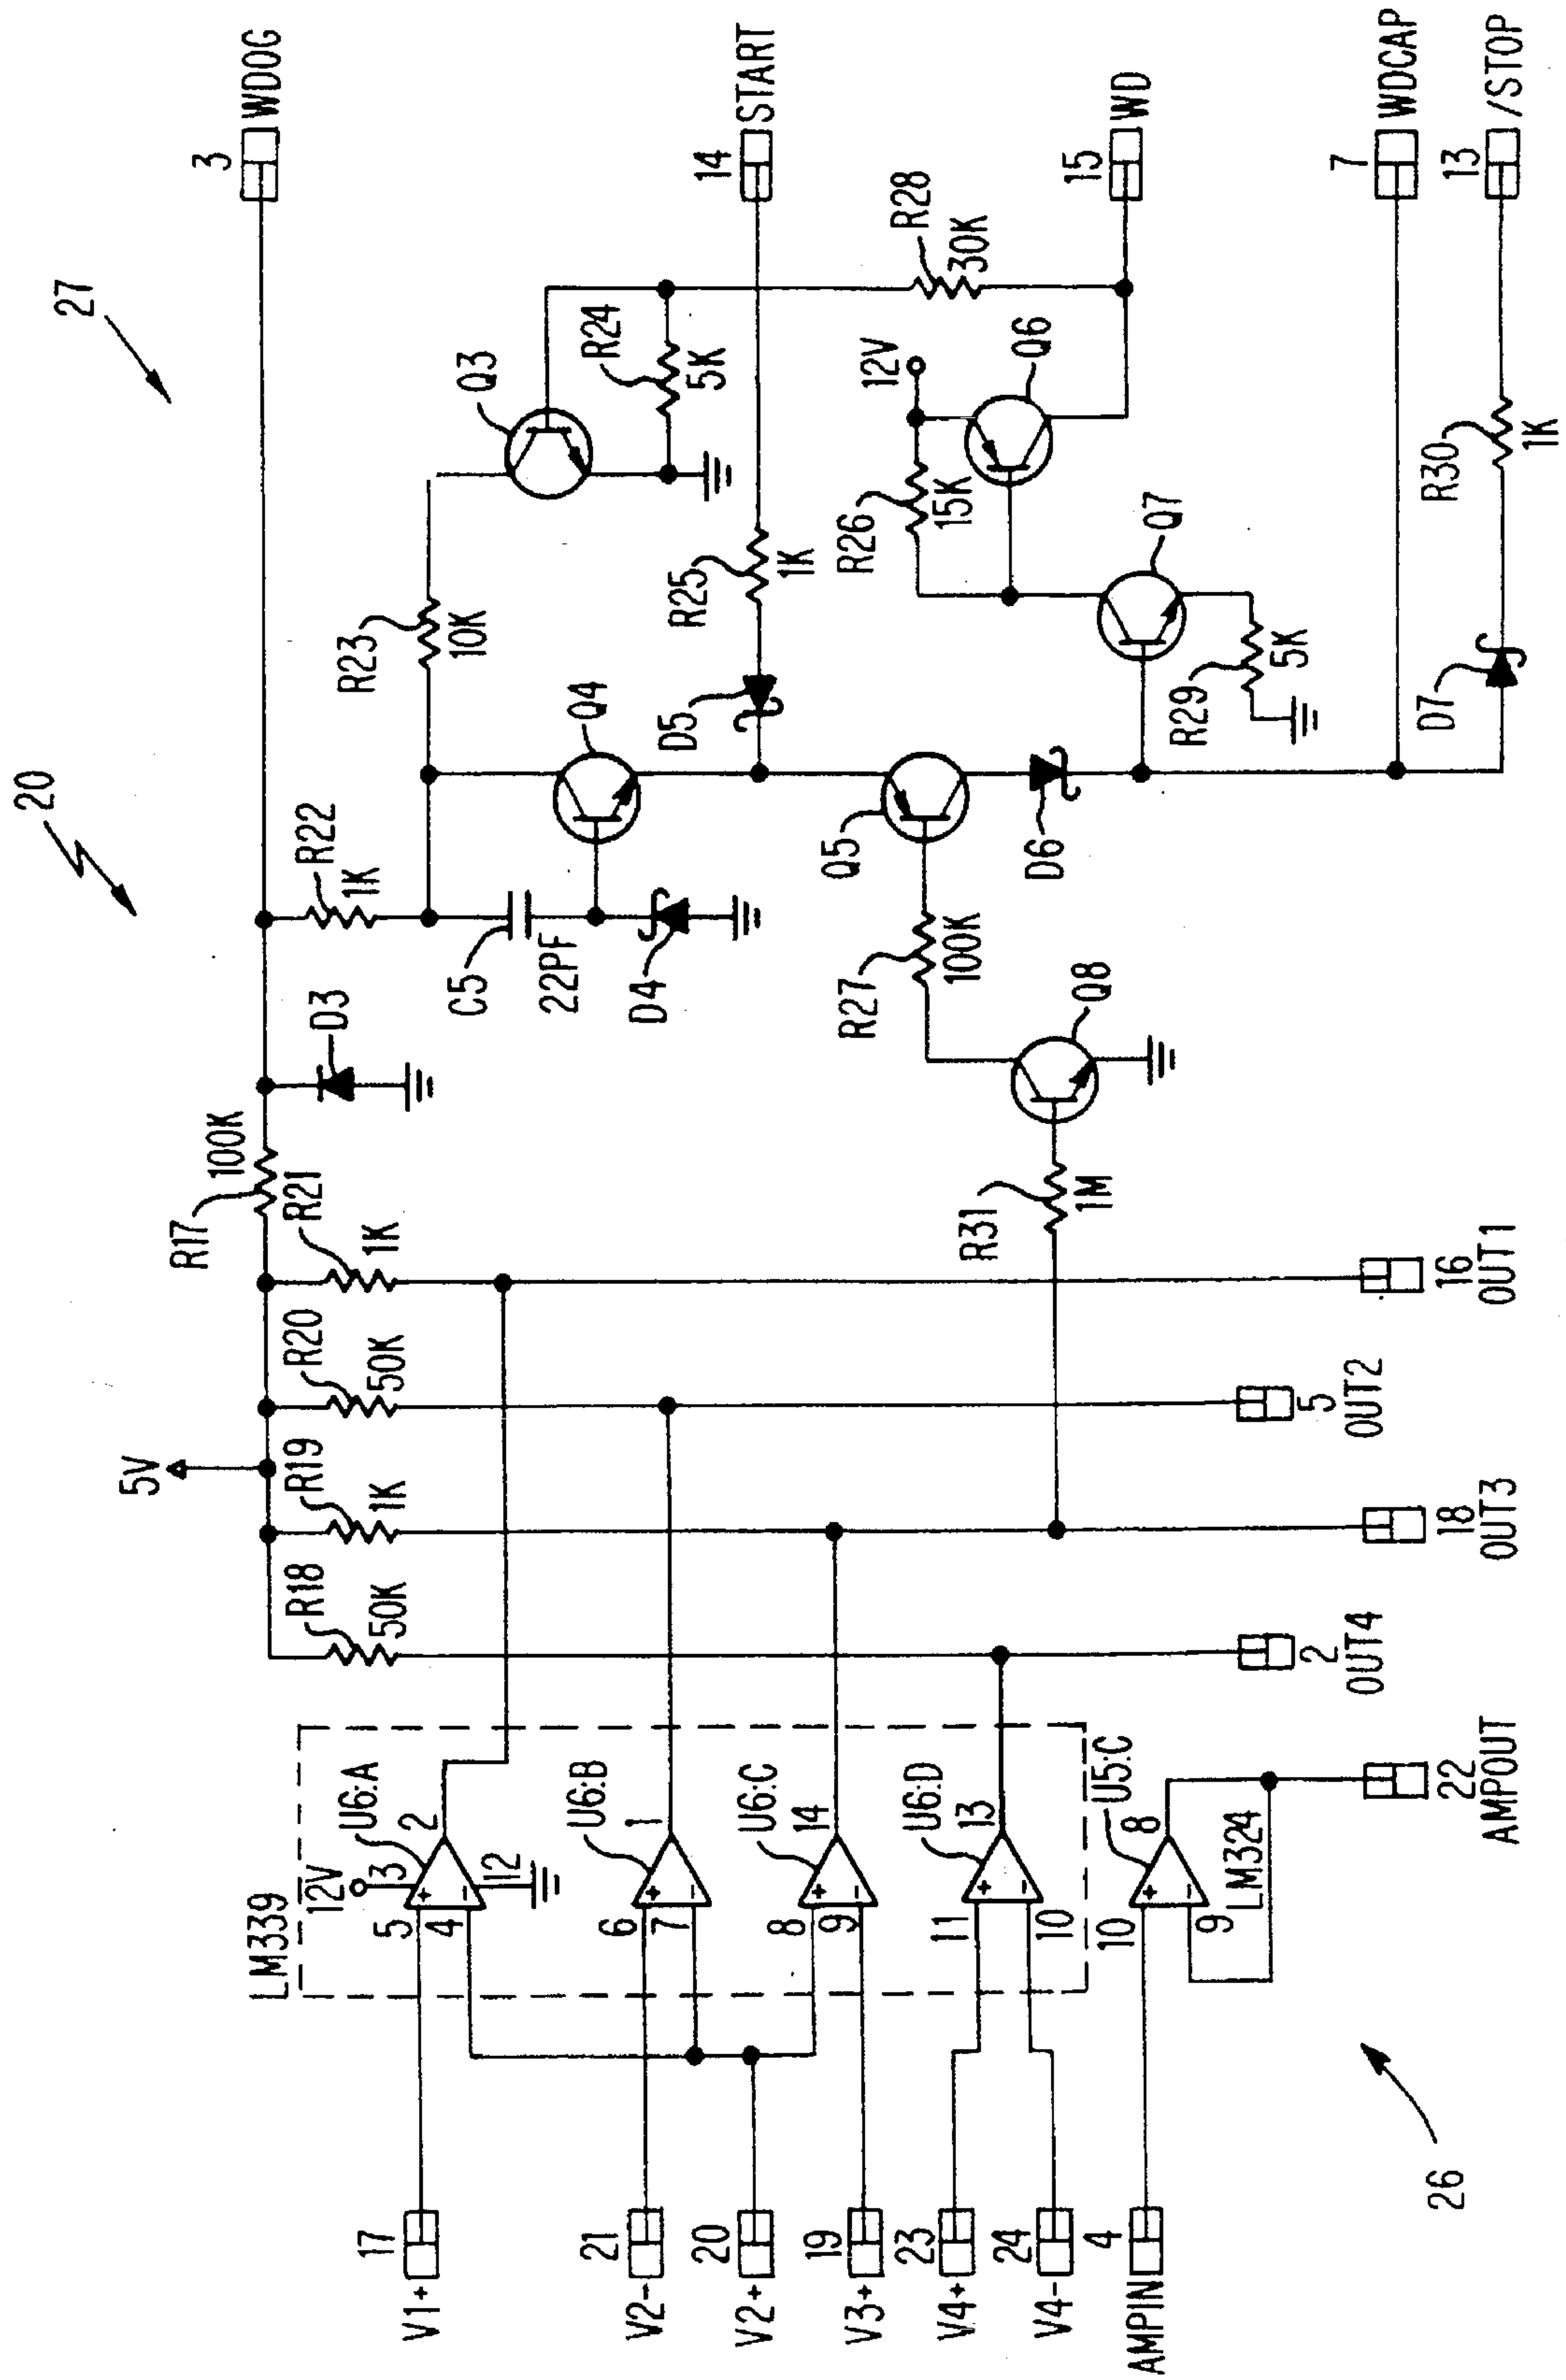 20
27
5V
R17
100K
D3
3
WDOG
R18
50K
R19
1K
R20
50K
R21
1K
R22
1K
C5
22PF
D4
R23
10K
Q3
R24
5K
Q4
D5
R25
1K
14
START
R28
30K
12V
Q6
R26
15K
15
WD
Q5
R27
100K
D6
Q7
R29
5K
Q8
R31
1M
7
WDCAP
D7
R30
1K
13
/STOP
LM339
12V
U6:A
3
5
+
4
-
2
12
U6:B
6
+
7
-
1
U6:C
8
+
9
-
14
U6:D
11
+
10
-
13
U5:C
10
+
9
-
8
LM324
17
V1+
21
V2-
20
V2+
19
V3+
23
V4+
24
V4-
4
AMPIN
22
AMPOUT
2
OUT4
18
OUT3
5
OUT2
16
OUT1
26